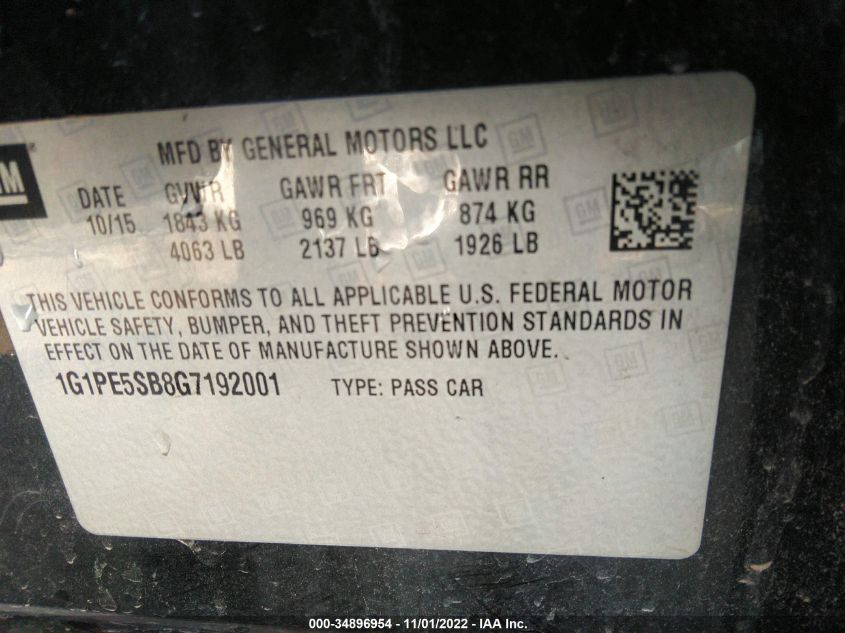 GM
MFD BY GENERAL MOTORS LLC
DATE GVWR GAWR FRT GAWR RR
10/15 1843 KG 969 KG 874 KG
4063 LB 2137 LB 1926 LB
THIS VEHICLE CONFORMS TO ALL APPLICABLE U.S. FEDERAL MOTOR
VEHICLE SAFETY, BUMPER, AND THEFT PREVENTION STANDARDS IN
EFFECT ON THE DATE OF MANUFACTURE SHOWN ABOVE.
1G1PE5SB8G7192001 TYPE: PASS CAR
000-34896954 - 11/01/2022 - IAA Inc.